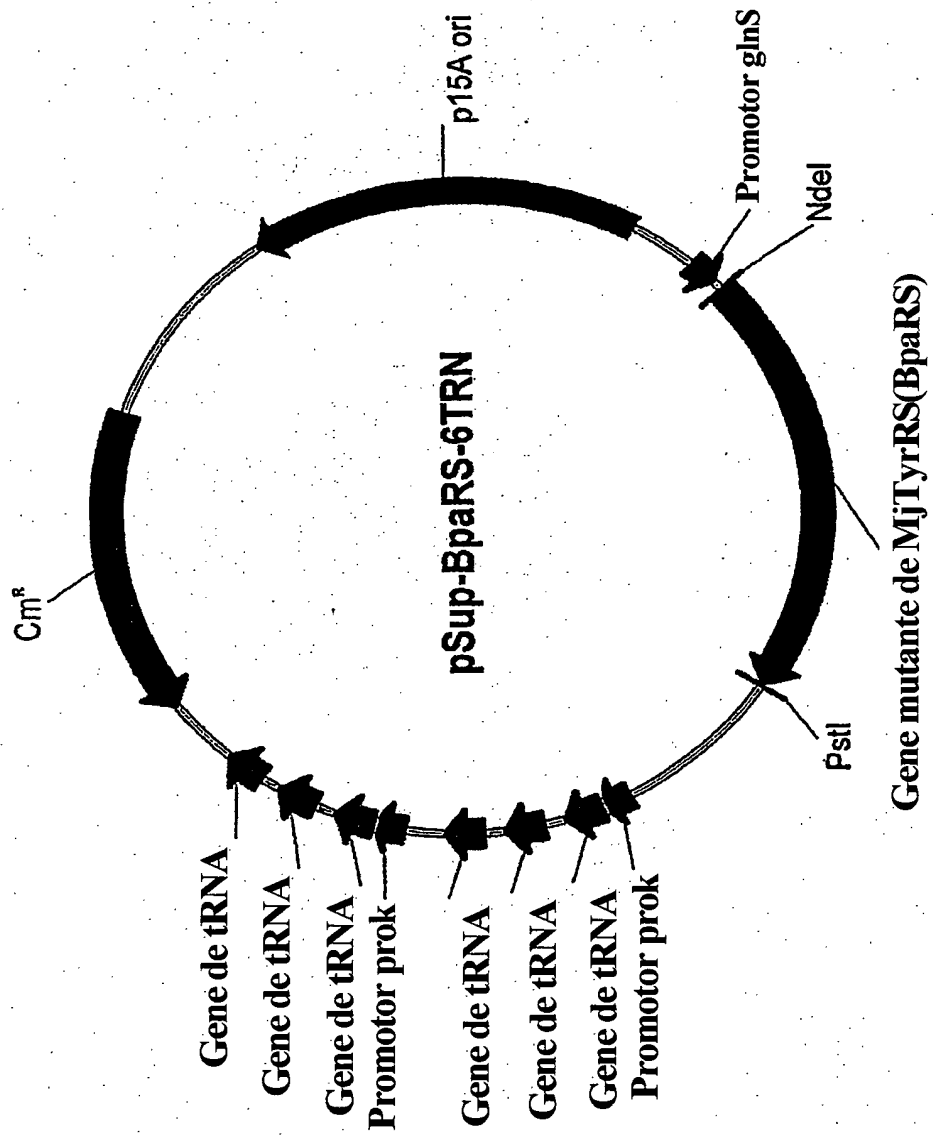 Cmᴿ
Gene de tRNA
Gene de tRNA
Gene de tRNA
Promotor prok
Gene de tRNA
Gene de tRNA
Gene de tRNA
Promotor prok
pSup-BpaRS-6TRN
p15A ori
Promotor glnS
NdeI
PstI
Gene mutante de MjTyrRS(BpaRS)